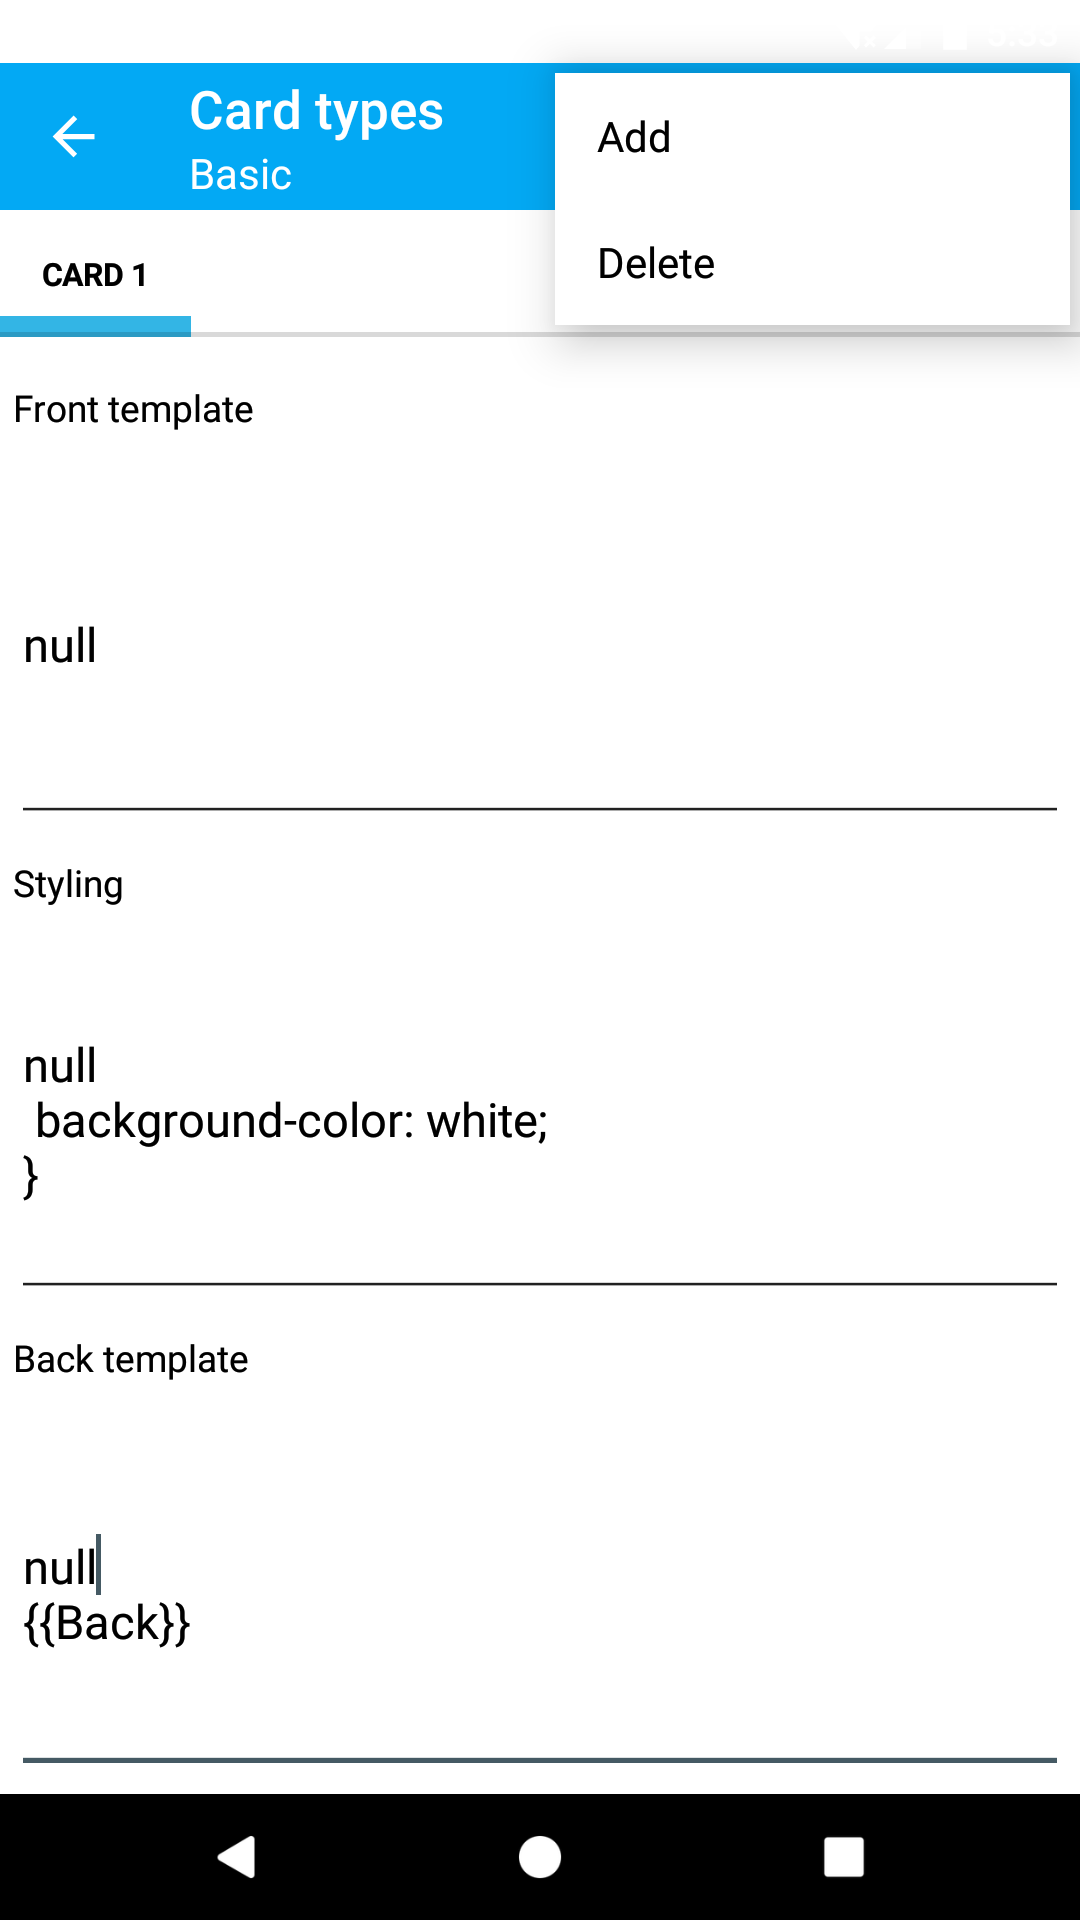 Card types
Basic
Add
Delete
CARD 1
Front template
null
Styling
null
background-color: white;
}
Back template
null
{{Back}}